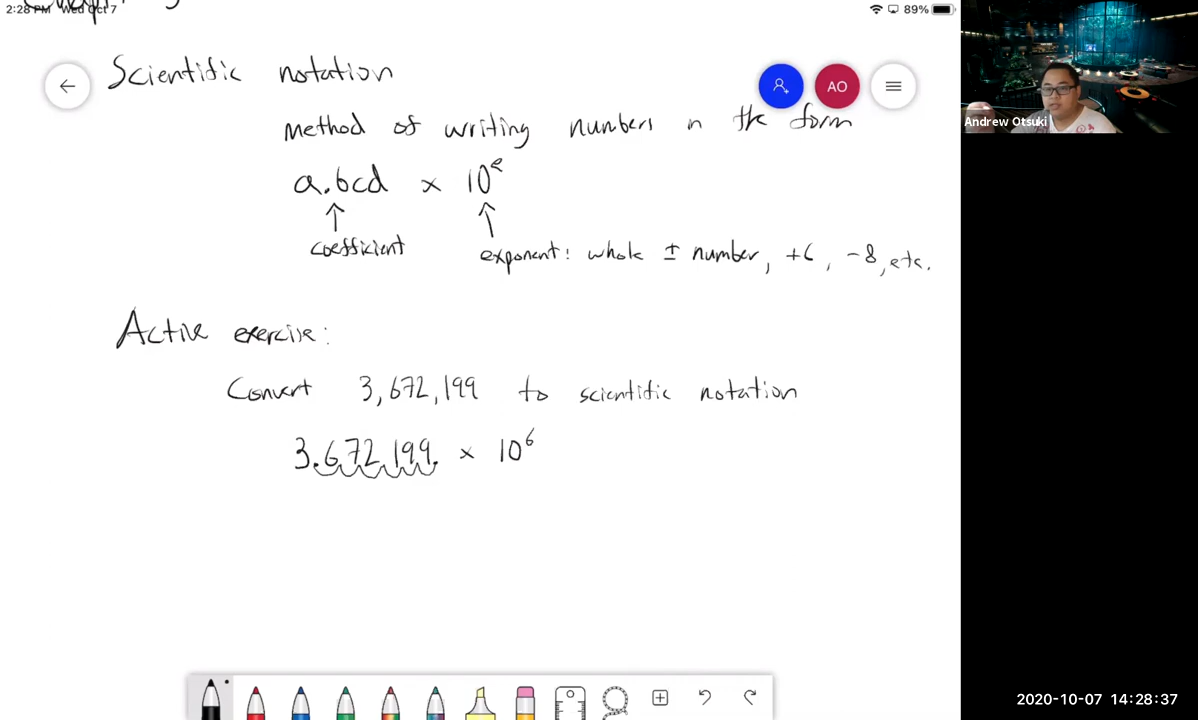 2:28 PM Wed Oct 7
89%
Scientific notation
AO
method of writing numbers in the form
Andrew Otsuki
a.bcd × 10^e
coefficient
exponent: whole ± number, +6, -8, etc.
Active exercise:
Convert 3,672,199 to scientific notation
3.672 199. × 10^6
2020-10-07 14:28:37